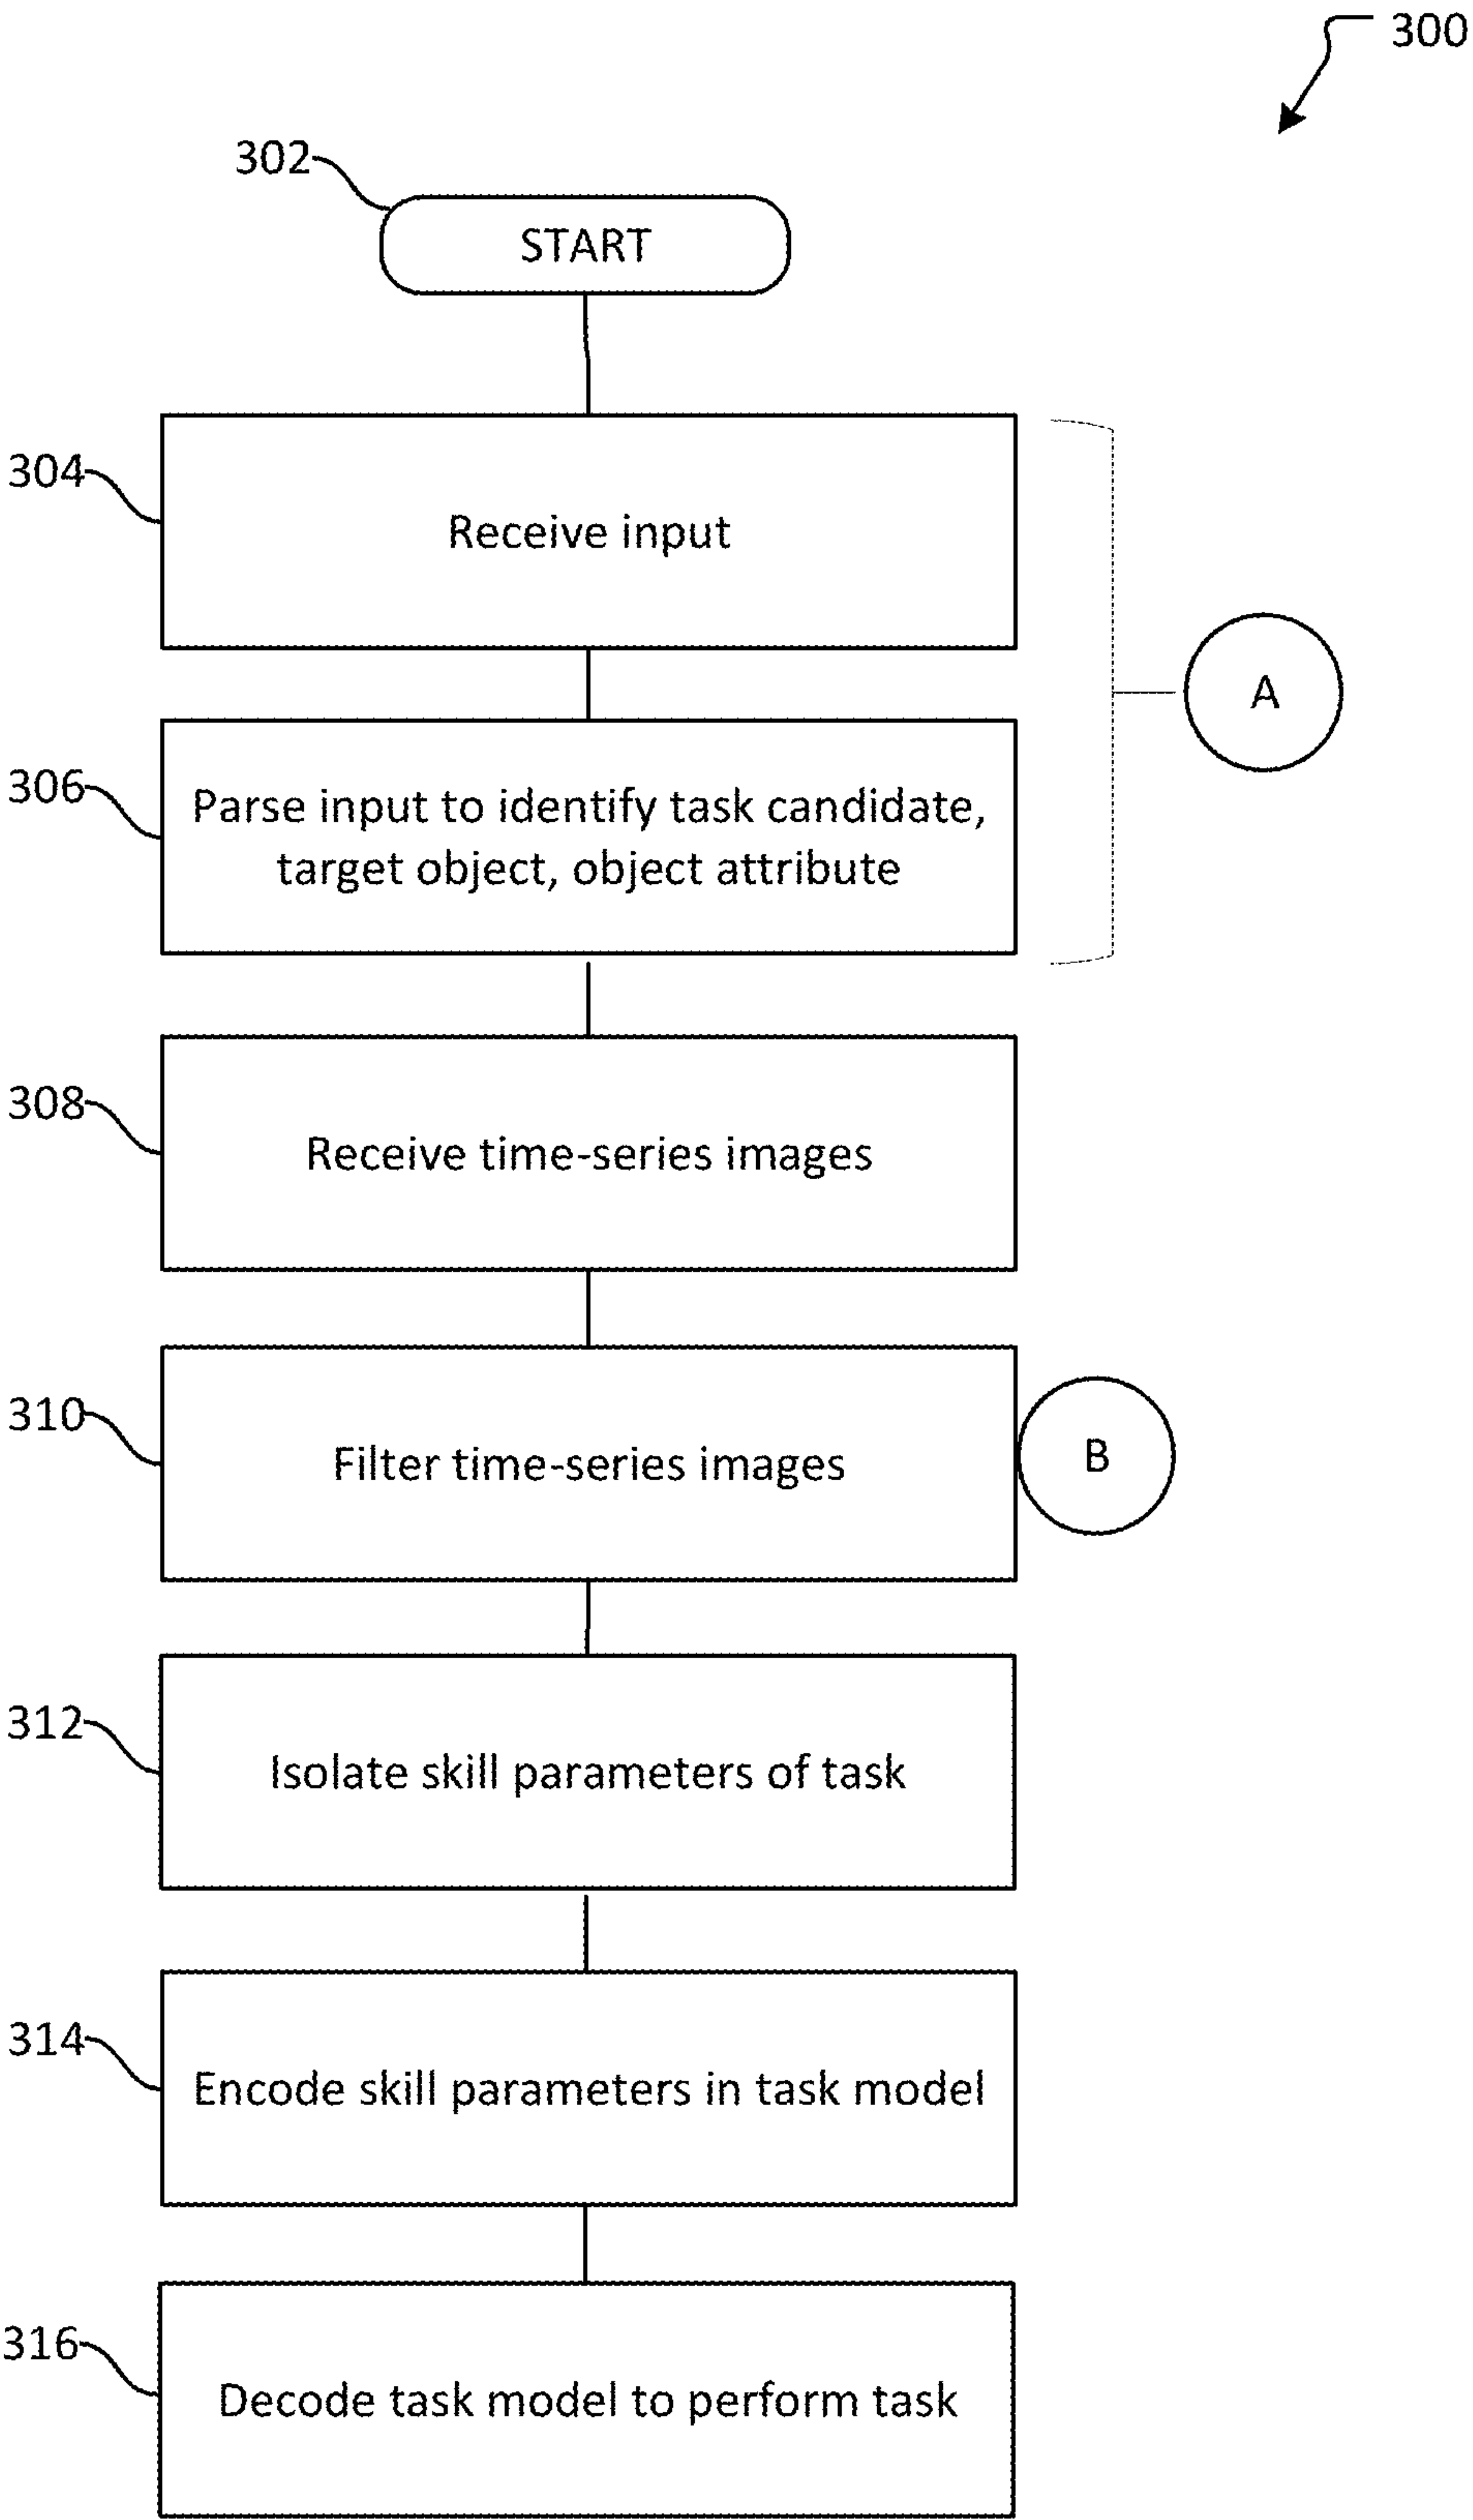 300
302
START
304
Receive input
A
306
Parse input to identify task candidate,
target object, object attribute
308
Receive time-series images
310
Filter time-series images
B
312
Isolate skill parameters of task
314
Encode skill parameters in task model
316
Decode task model to perform task